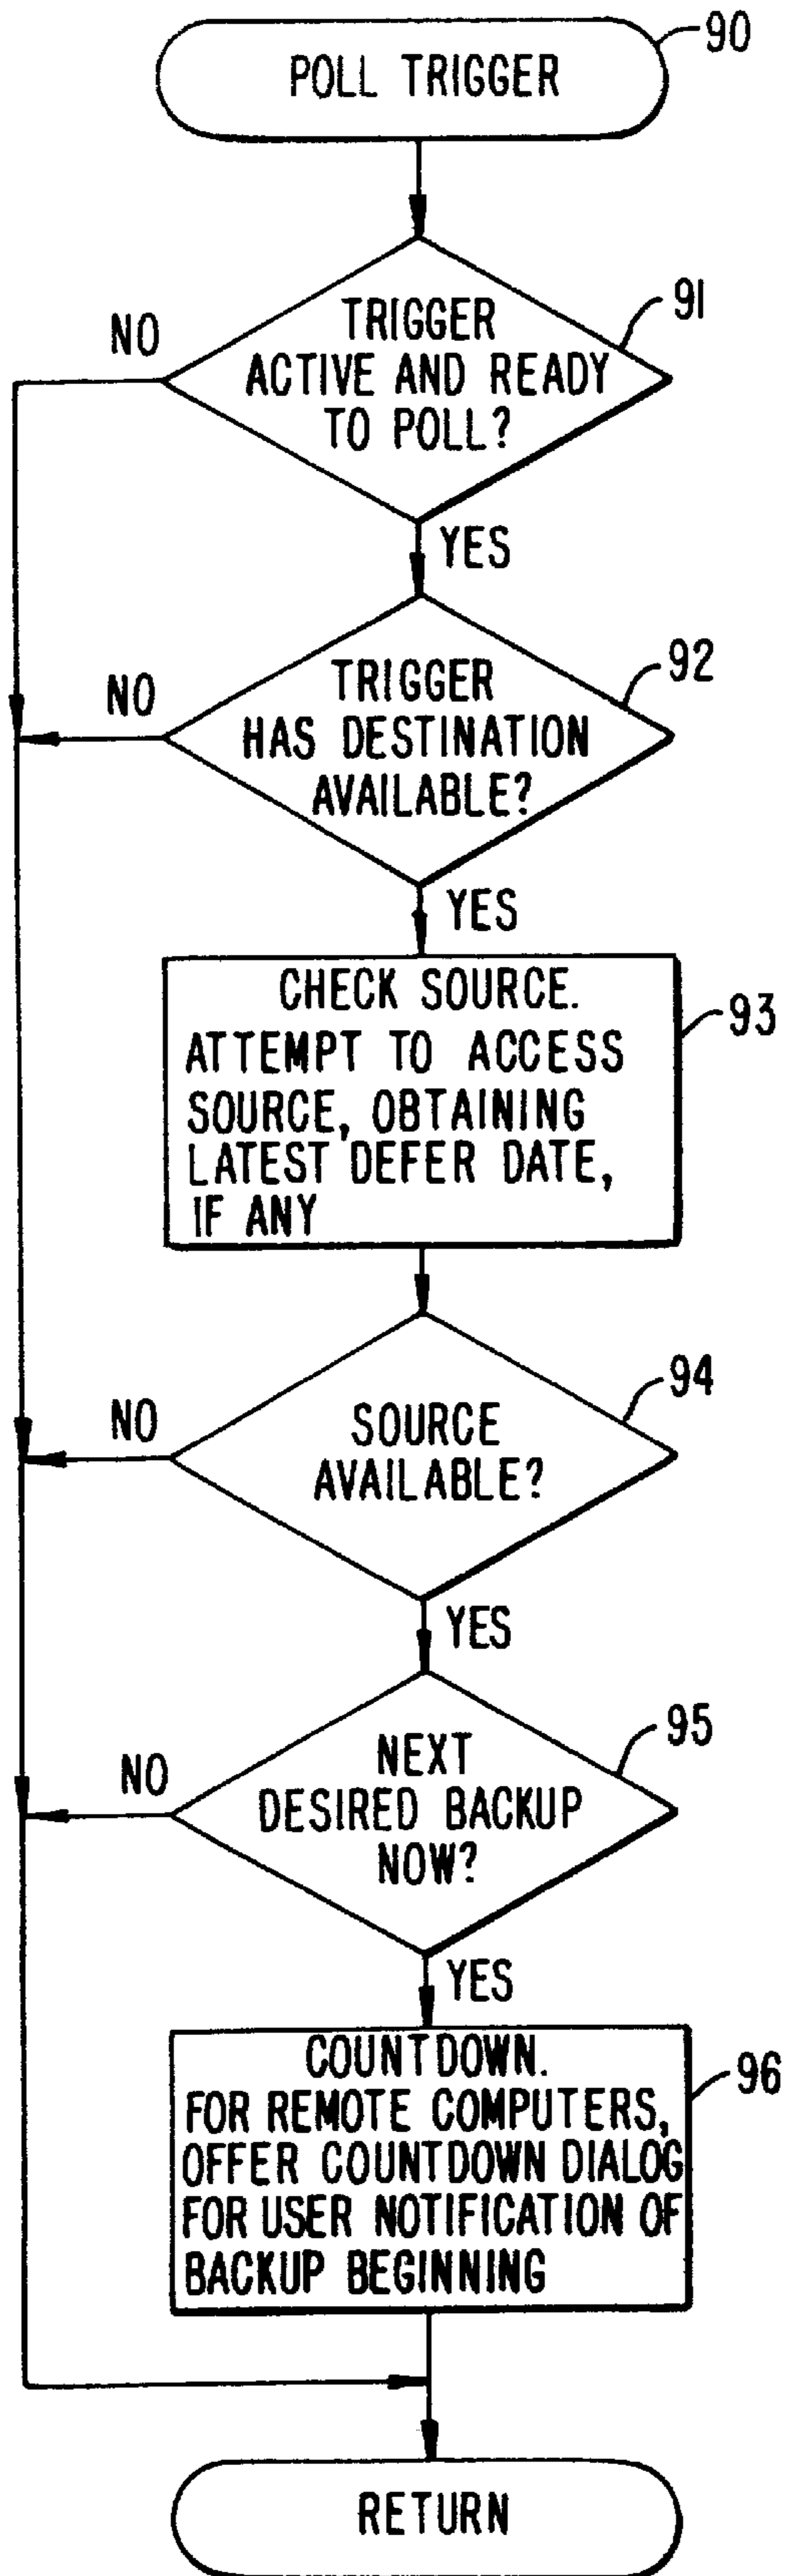 90
POLL TRIGGER
91
NO
TRIGGER
ACTIVE AND READY
TO POLL?
YES
92
NO
TRIGGER
HAS DESTINATION
AVAILABLE?
YES
CHECK SOURCE.
93
ATTEMPT TO ACCESS
SOURCE, OBTAINING
LATEST DEFER DATE,
IF ANY
94
NO
SOURCE
AVAILABLE?
YES
95
NO
NEXT
DESIRED BACKUP
NOW?
YES
COUNTDOWN.
96
FOR REMOTE COMPUTERS,
OFFER COUNTDOWN DIALOG
FOR USER NOTIFICATION OF
BACKUP BEGINNING
RETURN